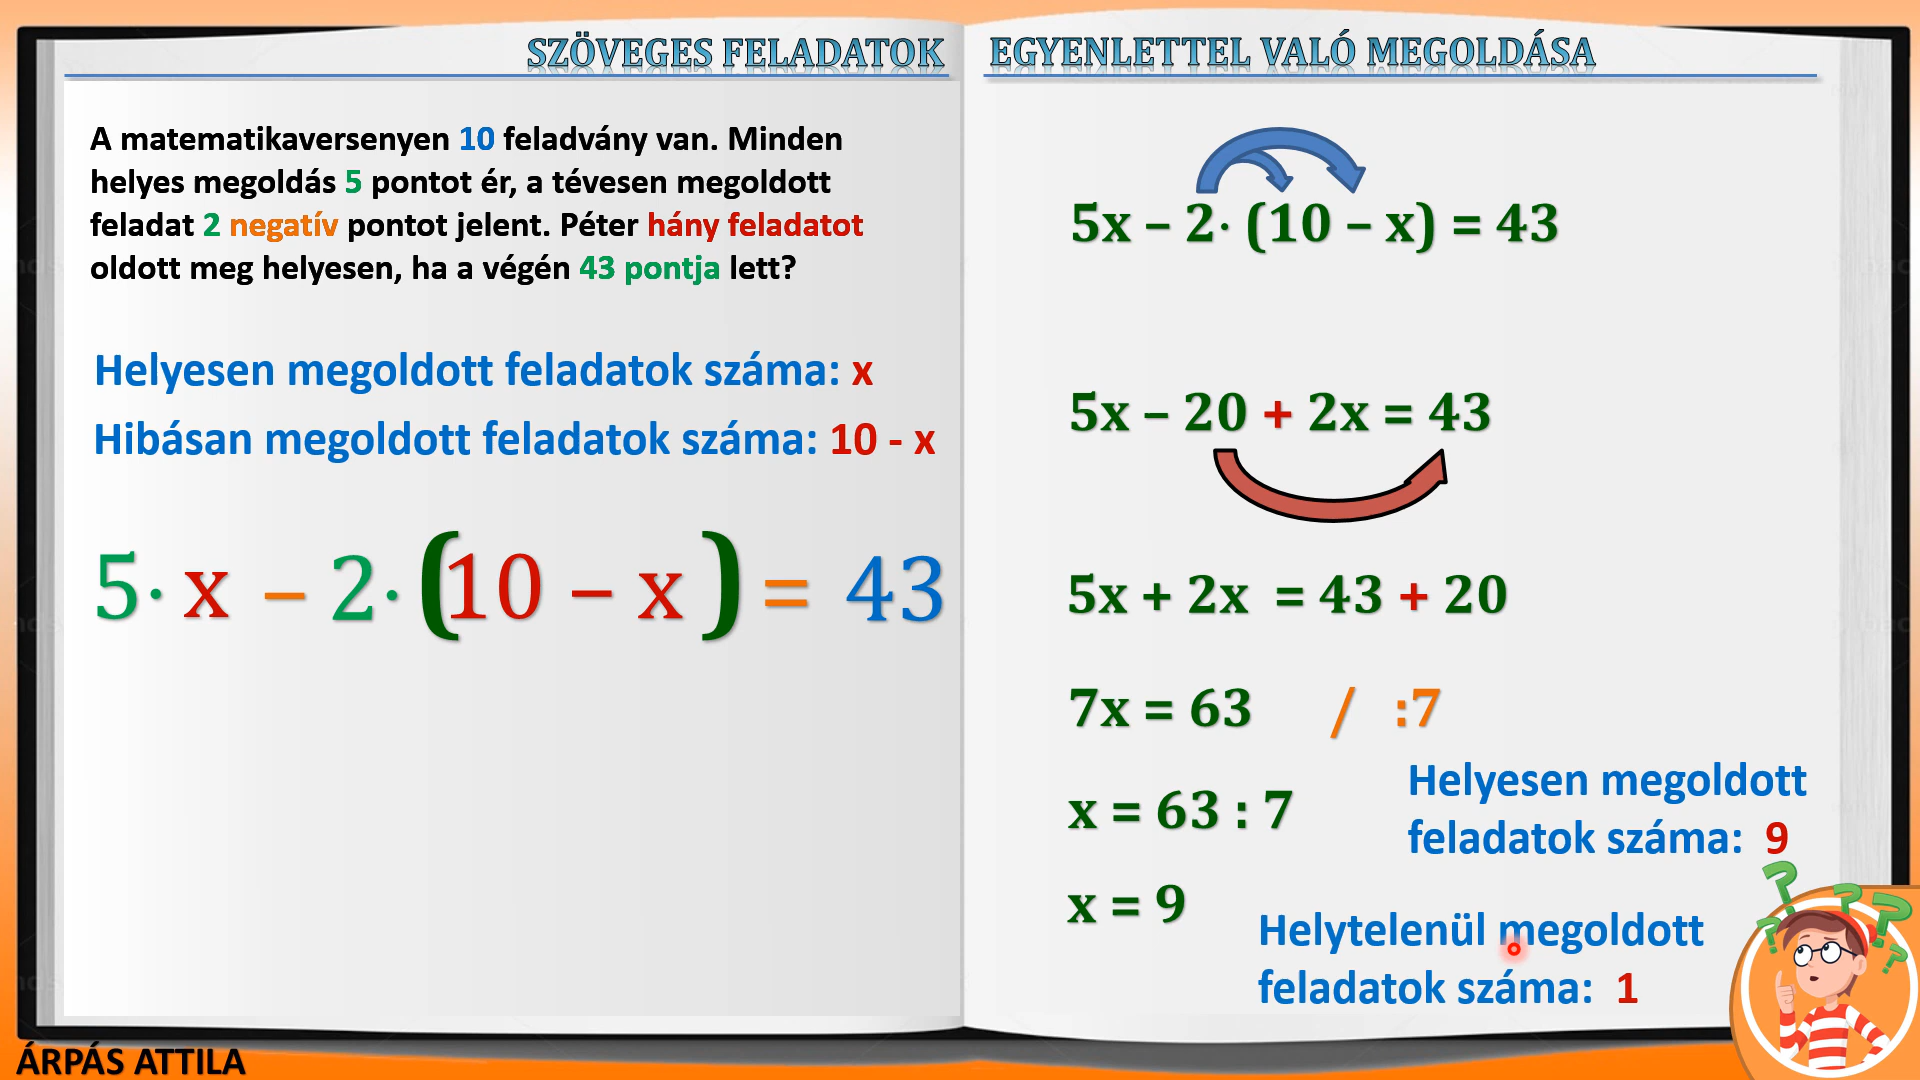 SZÖVEGES FELADATOK
A matematikaversenyen 10 feladvány van. Minden
helyes megoldás 5 pontot ér, a tévesen megoldott
feladat 2 negatív pontot jelent. Péter hány feladatot
oldott meg helyesen, ha a végén 43 pontja lett?
Helyesen megoldott feladatok száma: x
Hibásan megoldott feladatok száma: 10 - x
5· x – 2· (10 – x) = 43
EGYENLETTEL VALÓ MEGOLDÁSA
5x – 2· (10 – x) = 43
5x – 20 + 2x = 43
5x + 2x = 43 + 20
7x = 63 / :7
x = 63 : 7
x = 9
Helyesen megoldott
feladatok száma: 9
Helytelenül megoldott
feladatok száma: 1
ÁRPÁS ATTILA